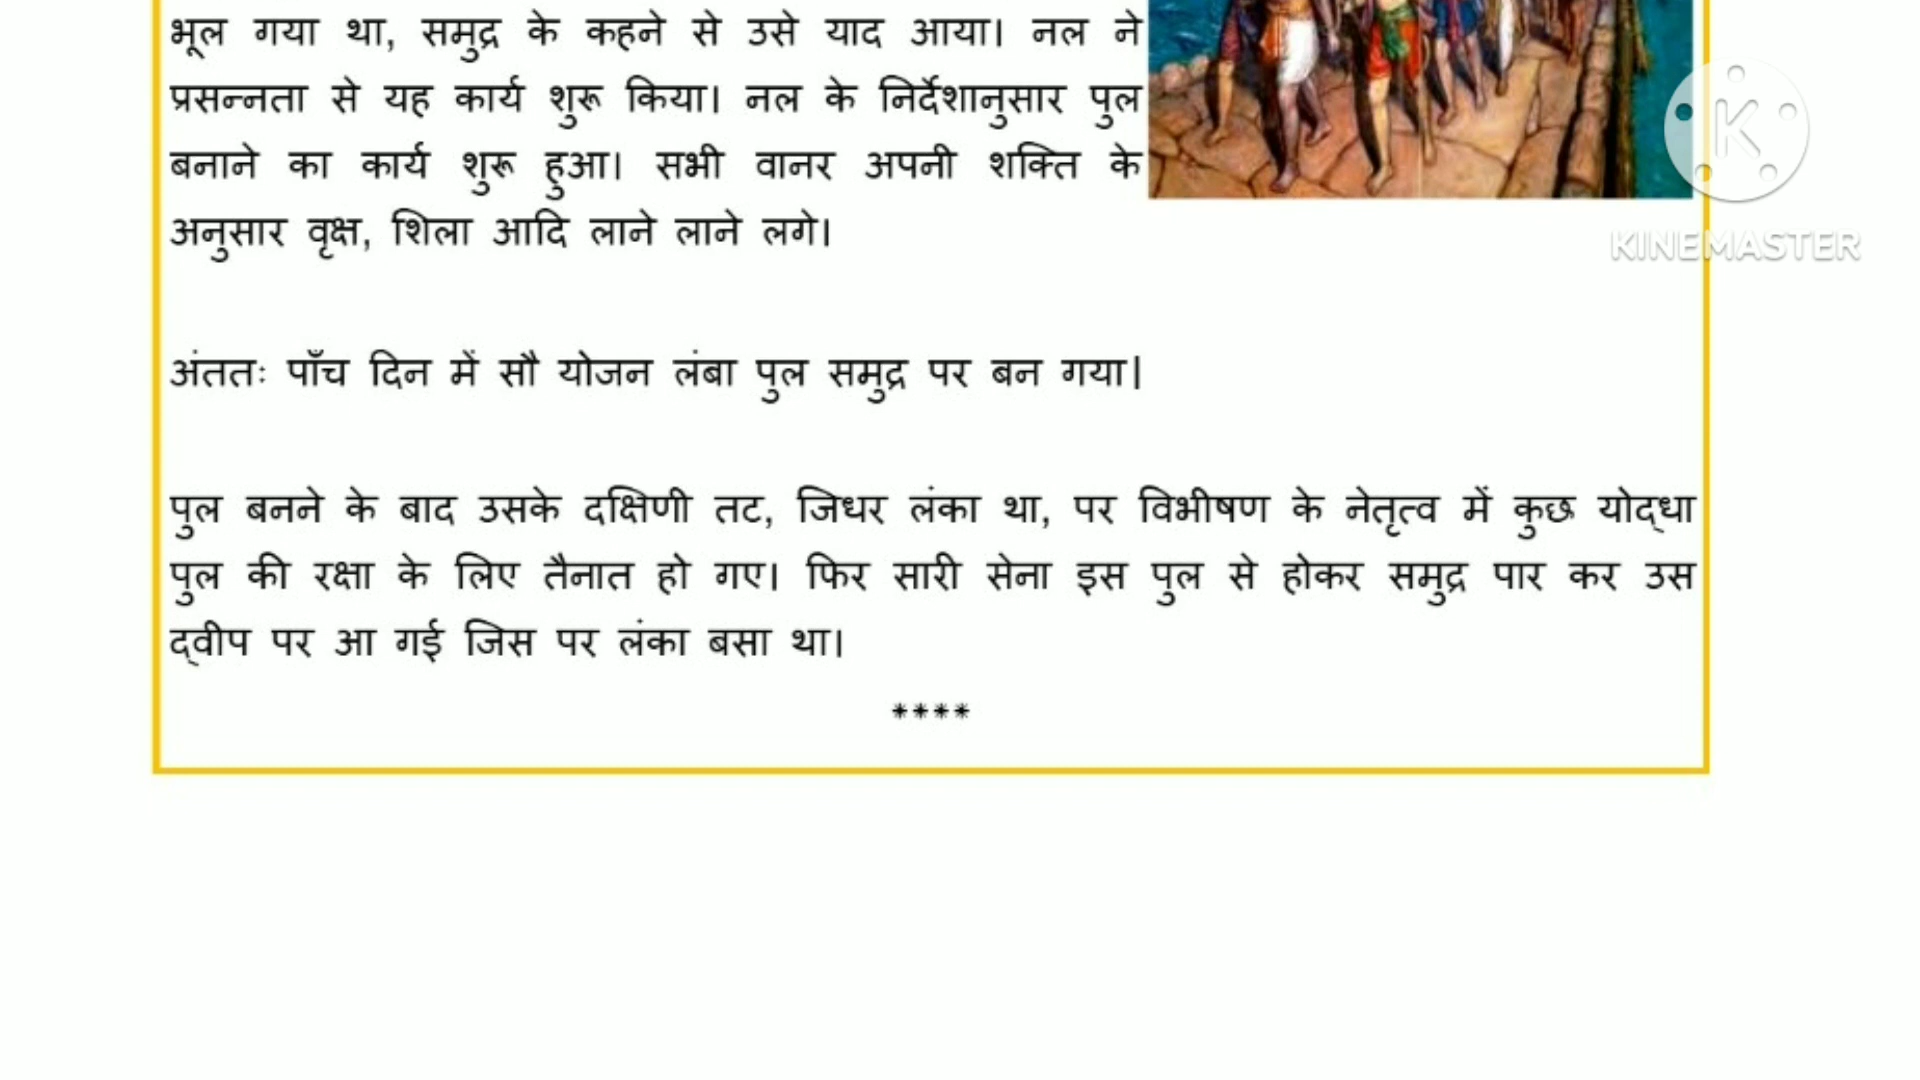 भूल गया था, समुद्र के कहने से उसे याद आया। नल ने
प्रसन्नता से यह कार्य शुरू किया। नल के निर्देशानुसार पुल
बनाने का कार्य शुरू हुआ। सभी वानर अपनी शक्ति के
अनुसार वृक्ष, शिला आदि लाने लाने लगे।
K
KINEMASTER
अंततः पाँच दिन में सौ योजन लंबा पुल समुद्र पर बन गया|
पुल बनने के बाद उसके दक्षिणी तट, जिधर लंका था, पर विभीषण के नेतृत्व में कुछ योद्धा
पुल की रक्षा के लिए तैनात हो गए। फिर सारी सेना इस पुल से होकर समुद्र पार कर उस
द्वीप पर आ गई जिस पर लंका बसा था।
****